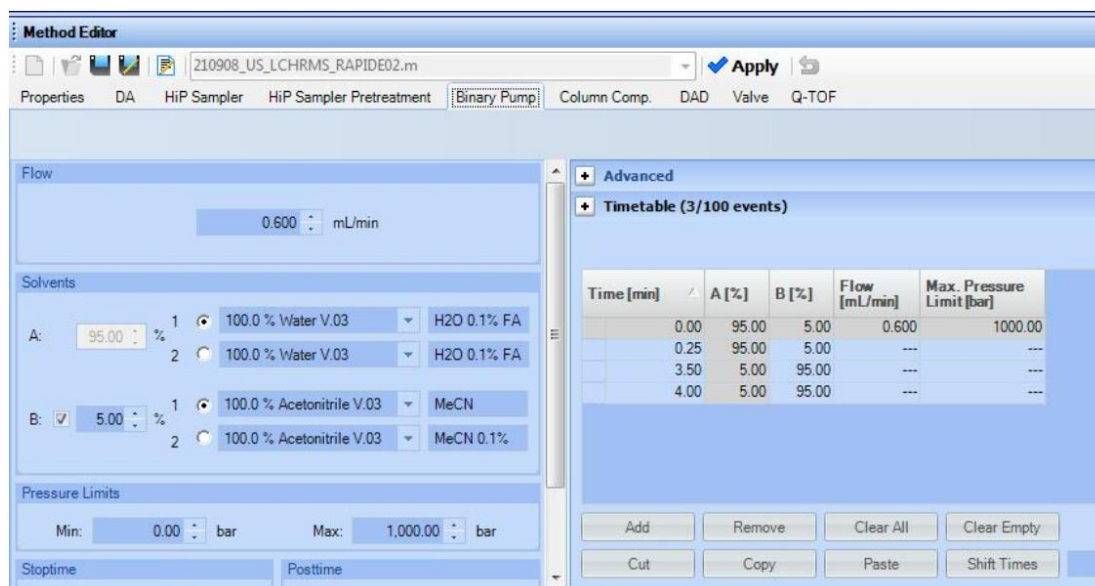 Method Editor
210908_US_LCHRMS_RAPIDE02.m Apply
Properties DA HiP Sampler HiP Sampler Pretreatment Binary Pump Column Comp. DAD Valve Q-TOF
Flow
0.600 mL/min
Solvents
A: 95.00 %
1 100.0 % Water V.03 H2O 0.1% FA
2 100.0 % Water V.03 H2O 0.1% FA
B: 5.00 %
1 100.0 % Acetonitrile V.03 MeCN
2 100.0 % Acetonitrile V.03 MeCN 0.1%
Pressure Limits
Min: 0.00 bar Max: 1,000.00 bar
Stoptime Posttime
Advanced
Timetable (3/100 events)
Time [min] A [%] B [%] Flow [mL/min] Max. Pressure Limit [bar]
0.00 95.00 5.00 0.600 1000.00
0.25 95.00 5.00 --- ---
3.50 5.00 95.00 --- ---
4.00 5.00 95.00 --- ---
Add Remove Clear All Clear Empty
Cut Copy Paste Shift Times